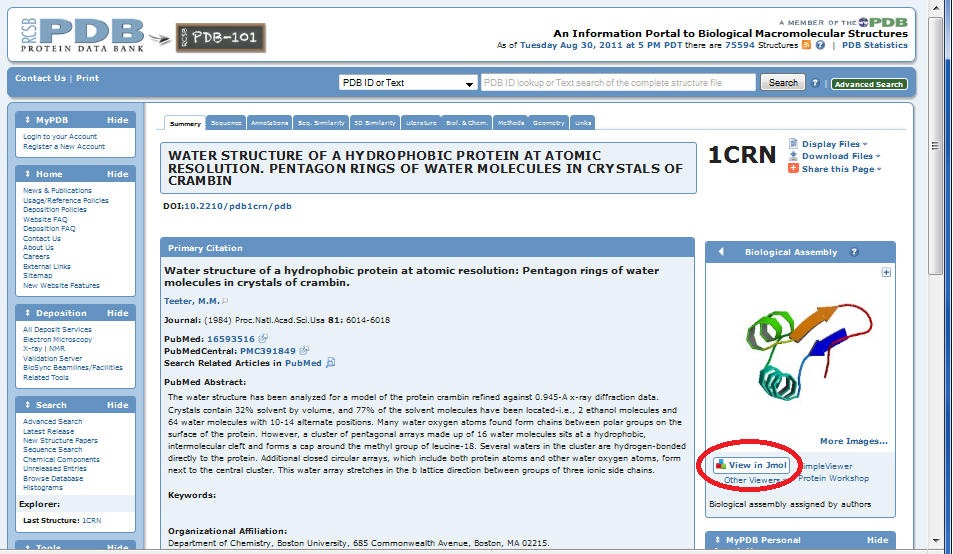 RCSB PDB
PROTEIN DATA BANK
RCSB PDB-101
A MEMBER OF THE PDB
An Information Portal to Biological Macromolecular Structures
As of Tuesday Aug 30, 2011 at 5 PM PDT there are 75594 Structures ? | PDB Statistics
Contact Us | Print
PDB ID or Text
PDB ID lookup or Text search of the complete structure file
Search ? | Advanced Search
MyPDB Hide
Login to your Account
Register a New Account
Home Hide
News & Publications
Usage/Reference Policies
Deposition Policies
Website FAQ
Deposition FAQ
Contact Us
About Us
Careers
External Links
Sitemap
New Website Features
Deposition Hide
All Deposit Services
Electron Microscopy
X-ray | NMR
Validation Server
BioSync Beamlines/Facilities
Related Tools
Search Hide
Advanced Search
Latest Release
New Structure Papers
Sequence Search
Chemical Components
Unreleased Entries
Browse Database
Histograms
Explorer:
Last Structure: 1CRN
Tools Hide
Summary Sequence Annotations Seq. Similarity 3D Similarity Literature Biol. & Chem. Methods Geometry Links
WATER STRUCTURE OF A HYDROPHOBIC PROTEIN AT ATOMIC
RESOLUTION. PENTAGON RINGS OF WATER MOLECULES IN CRYSTALS OF
CRAMBIN
DOI:10.2210/pdb1crn/pdb
1CRN
Display Files
Download Files
Share this Page
Primary Citation
Water structure of a hydrophobic protein at atomic resolution: Pentagon rings of water
molecules in crystals of crambin.
Teeter, M.M.
Journal: (1984) Proc.Natl.Acad.Sci.Usa 81: 6014-6018
PubMed: 16593516
PubMedCentral: PMC391849
Search Related Articles in PubMed
PubMed Abstract:
The water structure has been analyzed for a model of the protein crambin refined against 0.945-A x-ray diffraction data.
Crystals contain 32% solvent by volume, and 77% of the solvent molecules have been located-i.e., 2 ethanol molecules and
64 water molecules with 10-14 alternate positions. Many water oxygen atoms found form chains between polar groups on the
surface of the protein. However, a cluster of pentagonal arrays made up of 16 water molecules sits at a hydrophobic,
intermolecular cleft and forms a cap around the methyl group of leucine-18. Several waters in the cluster are hydrogen-bonded
directly to the protein. Additional closed circular arrays, which include both protein atoms and other water oxygen atoms, form
next to the central cluster. This water array stretches in the b lattice direction between groups of three ionic side chains.
Keywords:
Organizational Affiliation:
Department of Chemistry, Boston University, 685 Commonwealth Avenue, Boston, MA 02215.
Biological Assembly ?
More Images...
View in Jmol SimpleViewer
Other Viewers Protein Workshop
Biological assembly assigned by authors
MyPDB Personal Hide